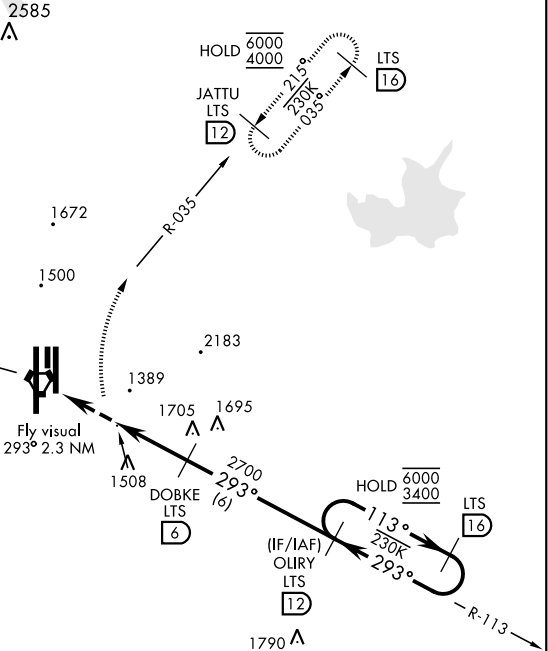 2585
HOLD 6000
4000
215°
230K
035°
LTS
16
JATTU
LTS
12
R-035
1672
1500
2183
1389
1705
1695
Fly visual
293° 2.3 NM
1508
2700
293°
(6)
DOBKE
LTS
6
HOLD 6000
3400
113°
230K
293°
LTS
16
(IF/IAF)
OLIRY
LTS
12
R-113
1790